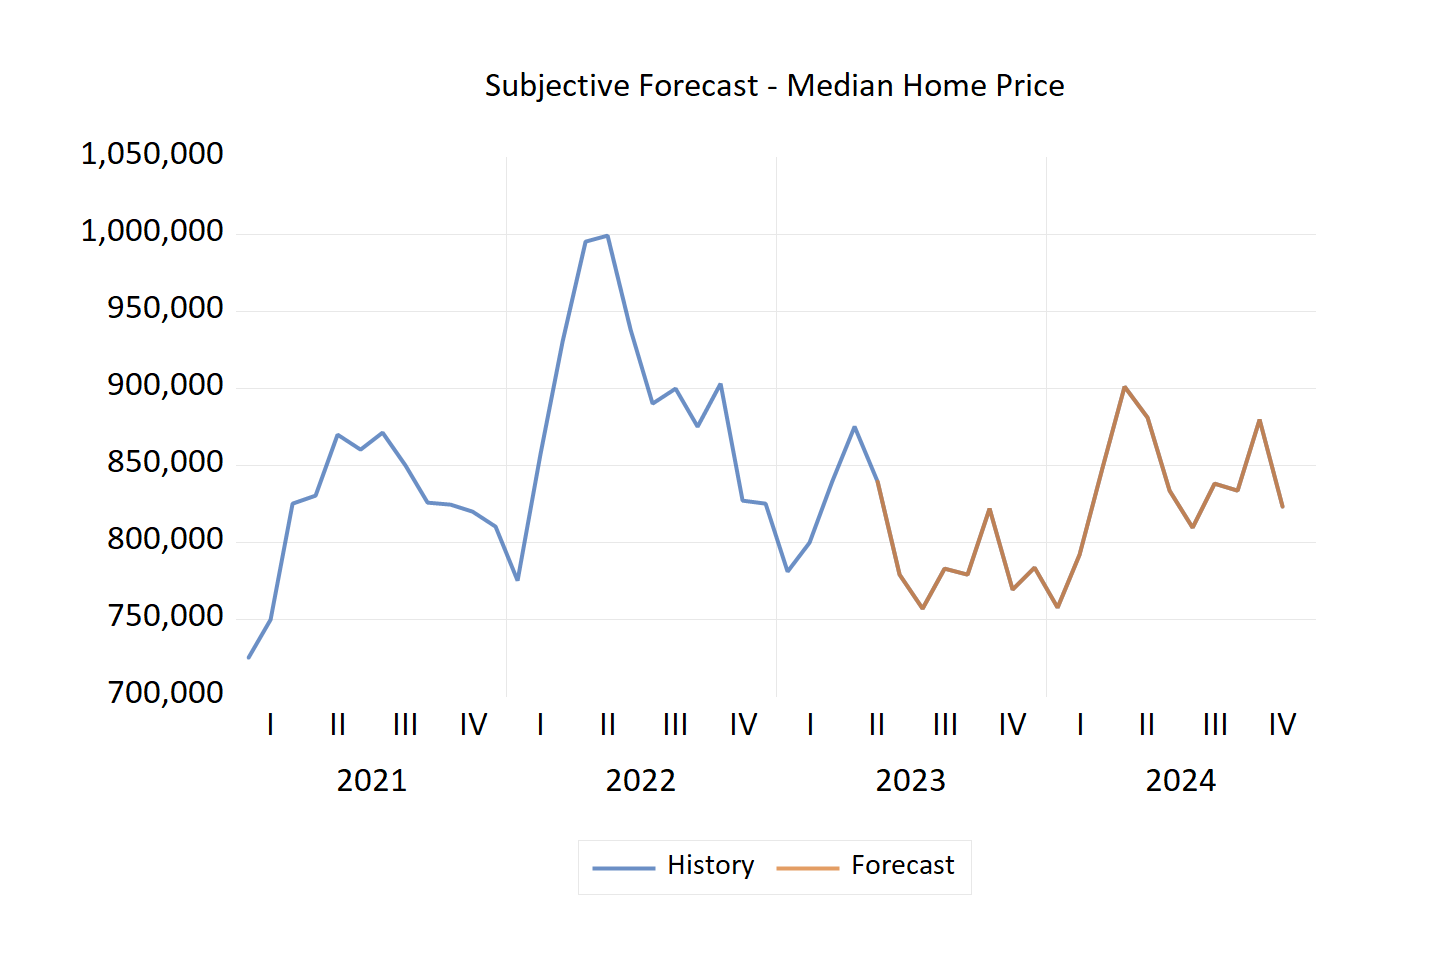 Subjective Forecast - Median Home Price
1,050,000
1,000,000
950,000
900,000
850,000
800,000
750,000
700,000
I II III IV I II III IV I II III IV I II III IV
2021 2022 2023 2024
History Forecast